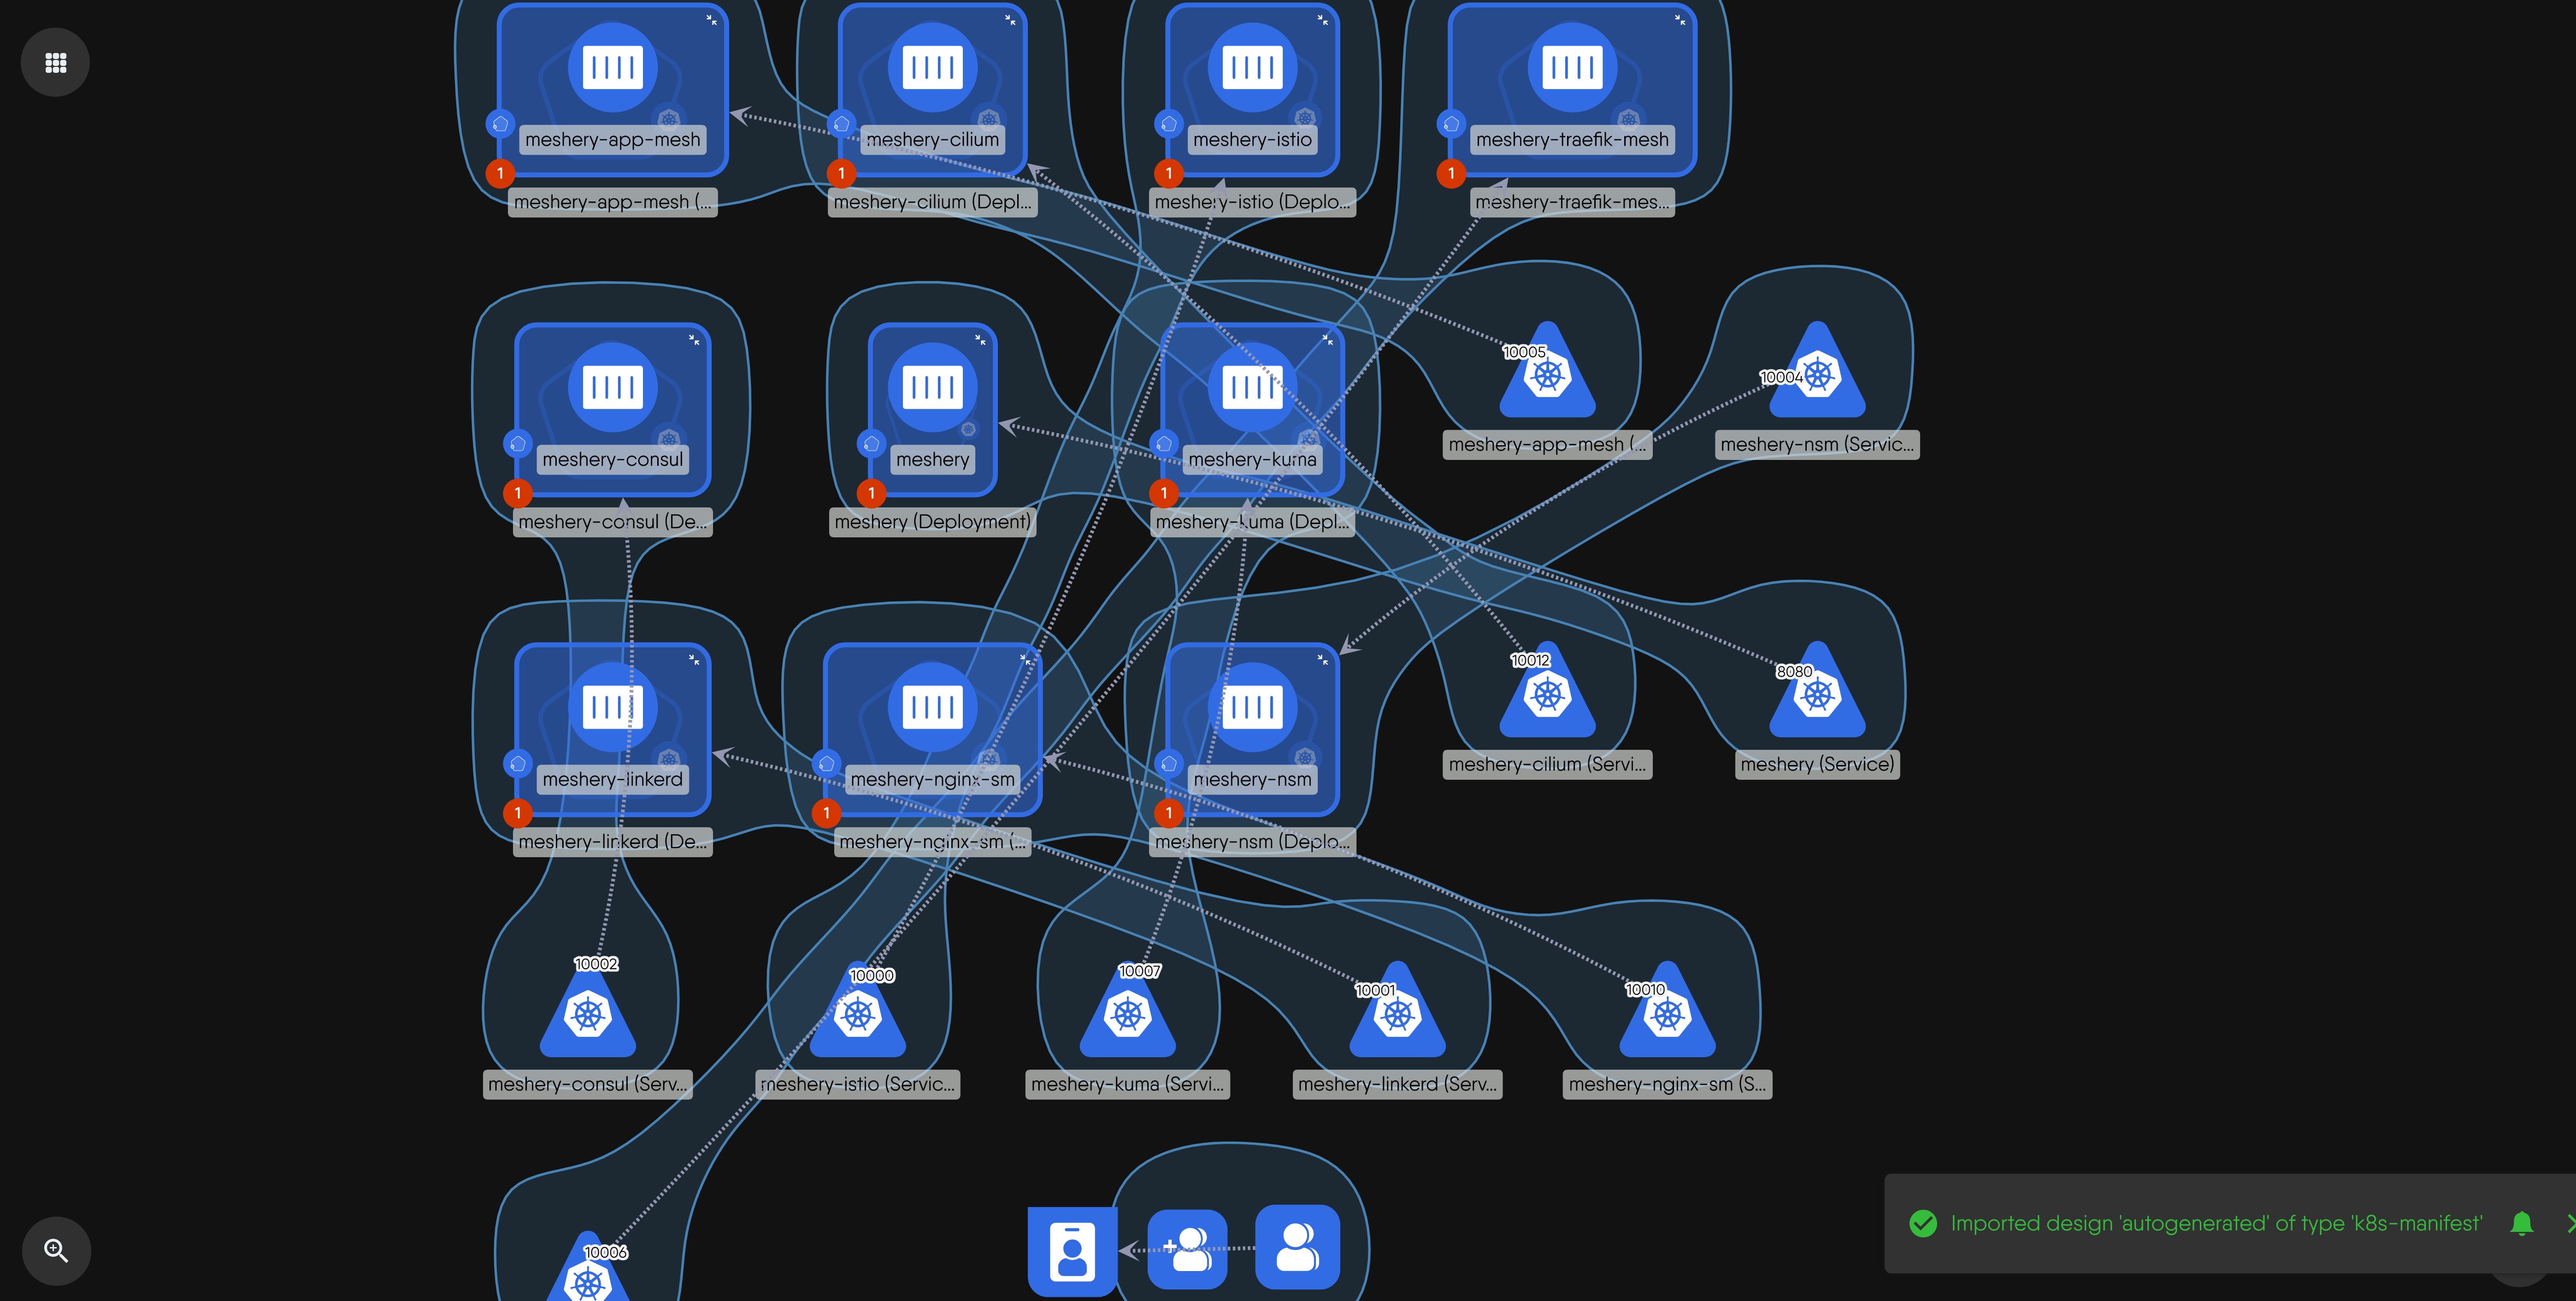 meshery-app-mesh
meshery-cilium
meshery-istio
meshery-traefik-mesh
1
1
1
1
meshery-app-mesh (...
meshery-cilium (Depl...
meshery-istio (Deplo...
meshery-traefik-mes...
10005
10004
meshery-consul
meshery
meshery-kuma
meshery-app-mesh (...
meshery-nsm (Servic...
1
1
1
meshery-consul (De...
meshery (Deployment)
meshery-kuma (Depl...
10012
8080
meshery-linkerd
meshery-nginx-sm
meshery-nsm
meshery-cilium (Servi...
meshery (Service)
1
1
1
meshery-linkerd (De...
meshery-nginx-sm (...
meshery-nsm (Deplo...
10002
10000
10007
10001
10010
meshery-consul (Serv...
meshery-istio (Servic...
meshery-kuma (Servi...
meshery-linkerd (Serv...
meshery-nginx-sm (S...
10006
Imported design 'autogenerated' of type 'k8s-manifest'